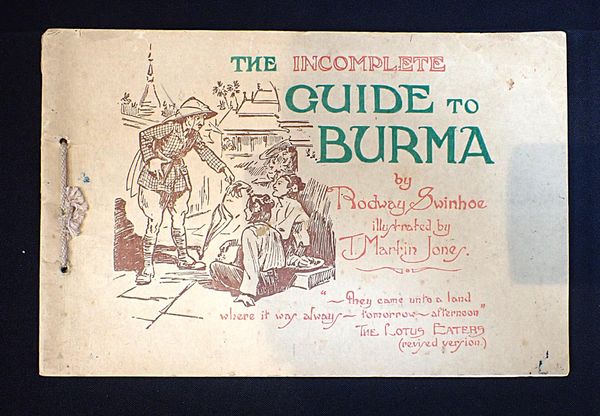 THE INCOMPLETE
GUIDE TO
BURMA
by
Rodway Swinhoe
illustrated by
T. Martin Jones.
"— They came unto a land
where it was always — tomorrow — afternoon"
THE LOTUS EATERS
(revised version)